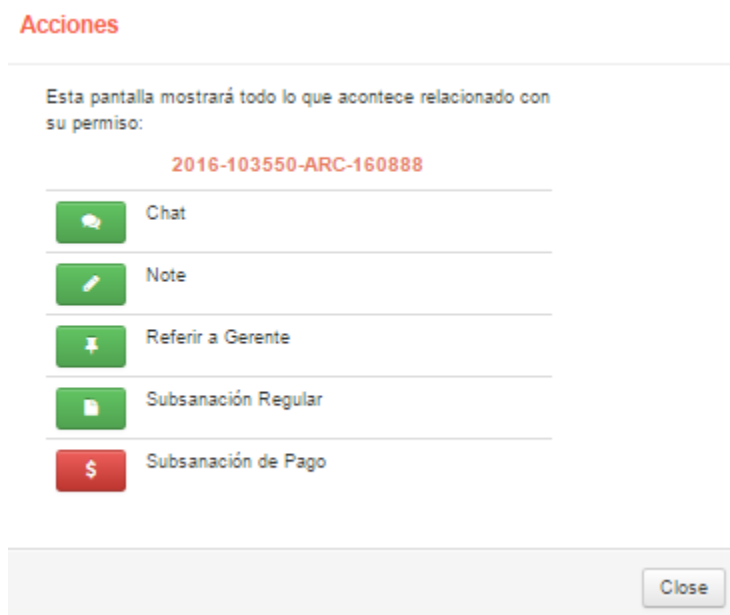 Acciones
Esta pantalla mostrará todo lo que acontece relacionado con
su permiso:
2016-103550-ARC-160888
Chat
Note
Referir a Gerente
Subsanación Regular
$ Subsanación de Pago
Close